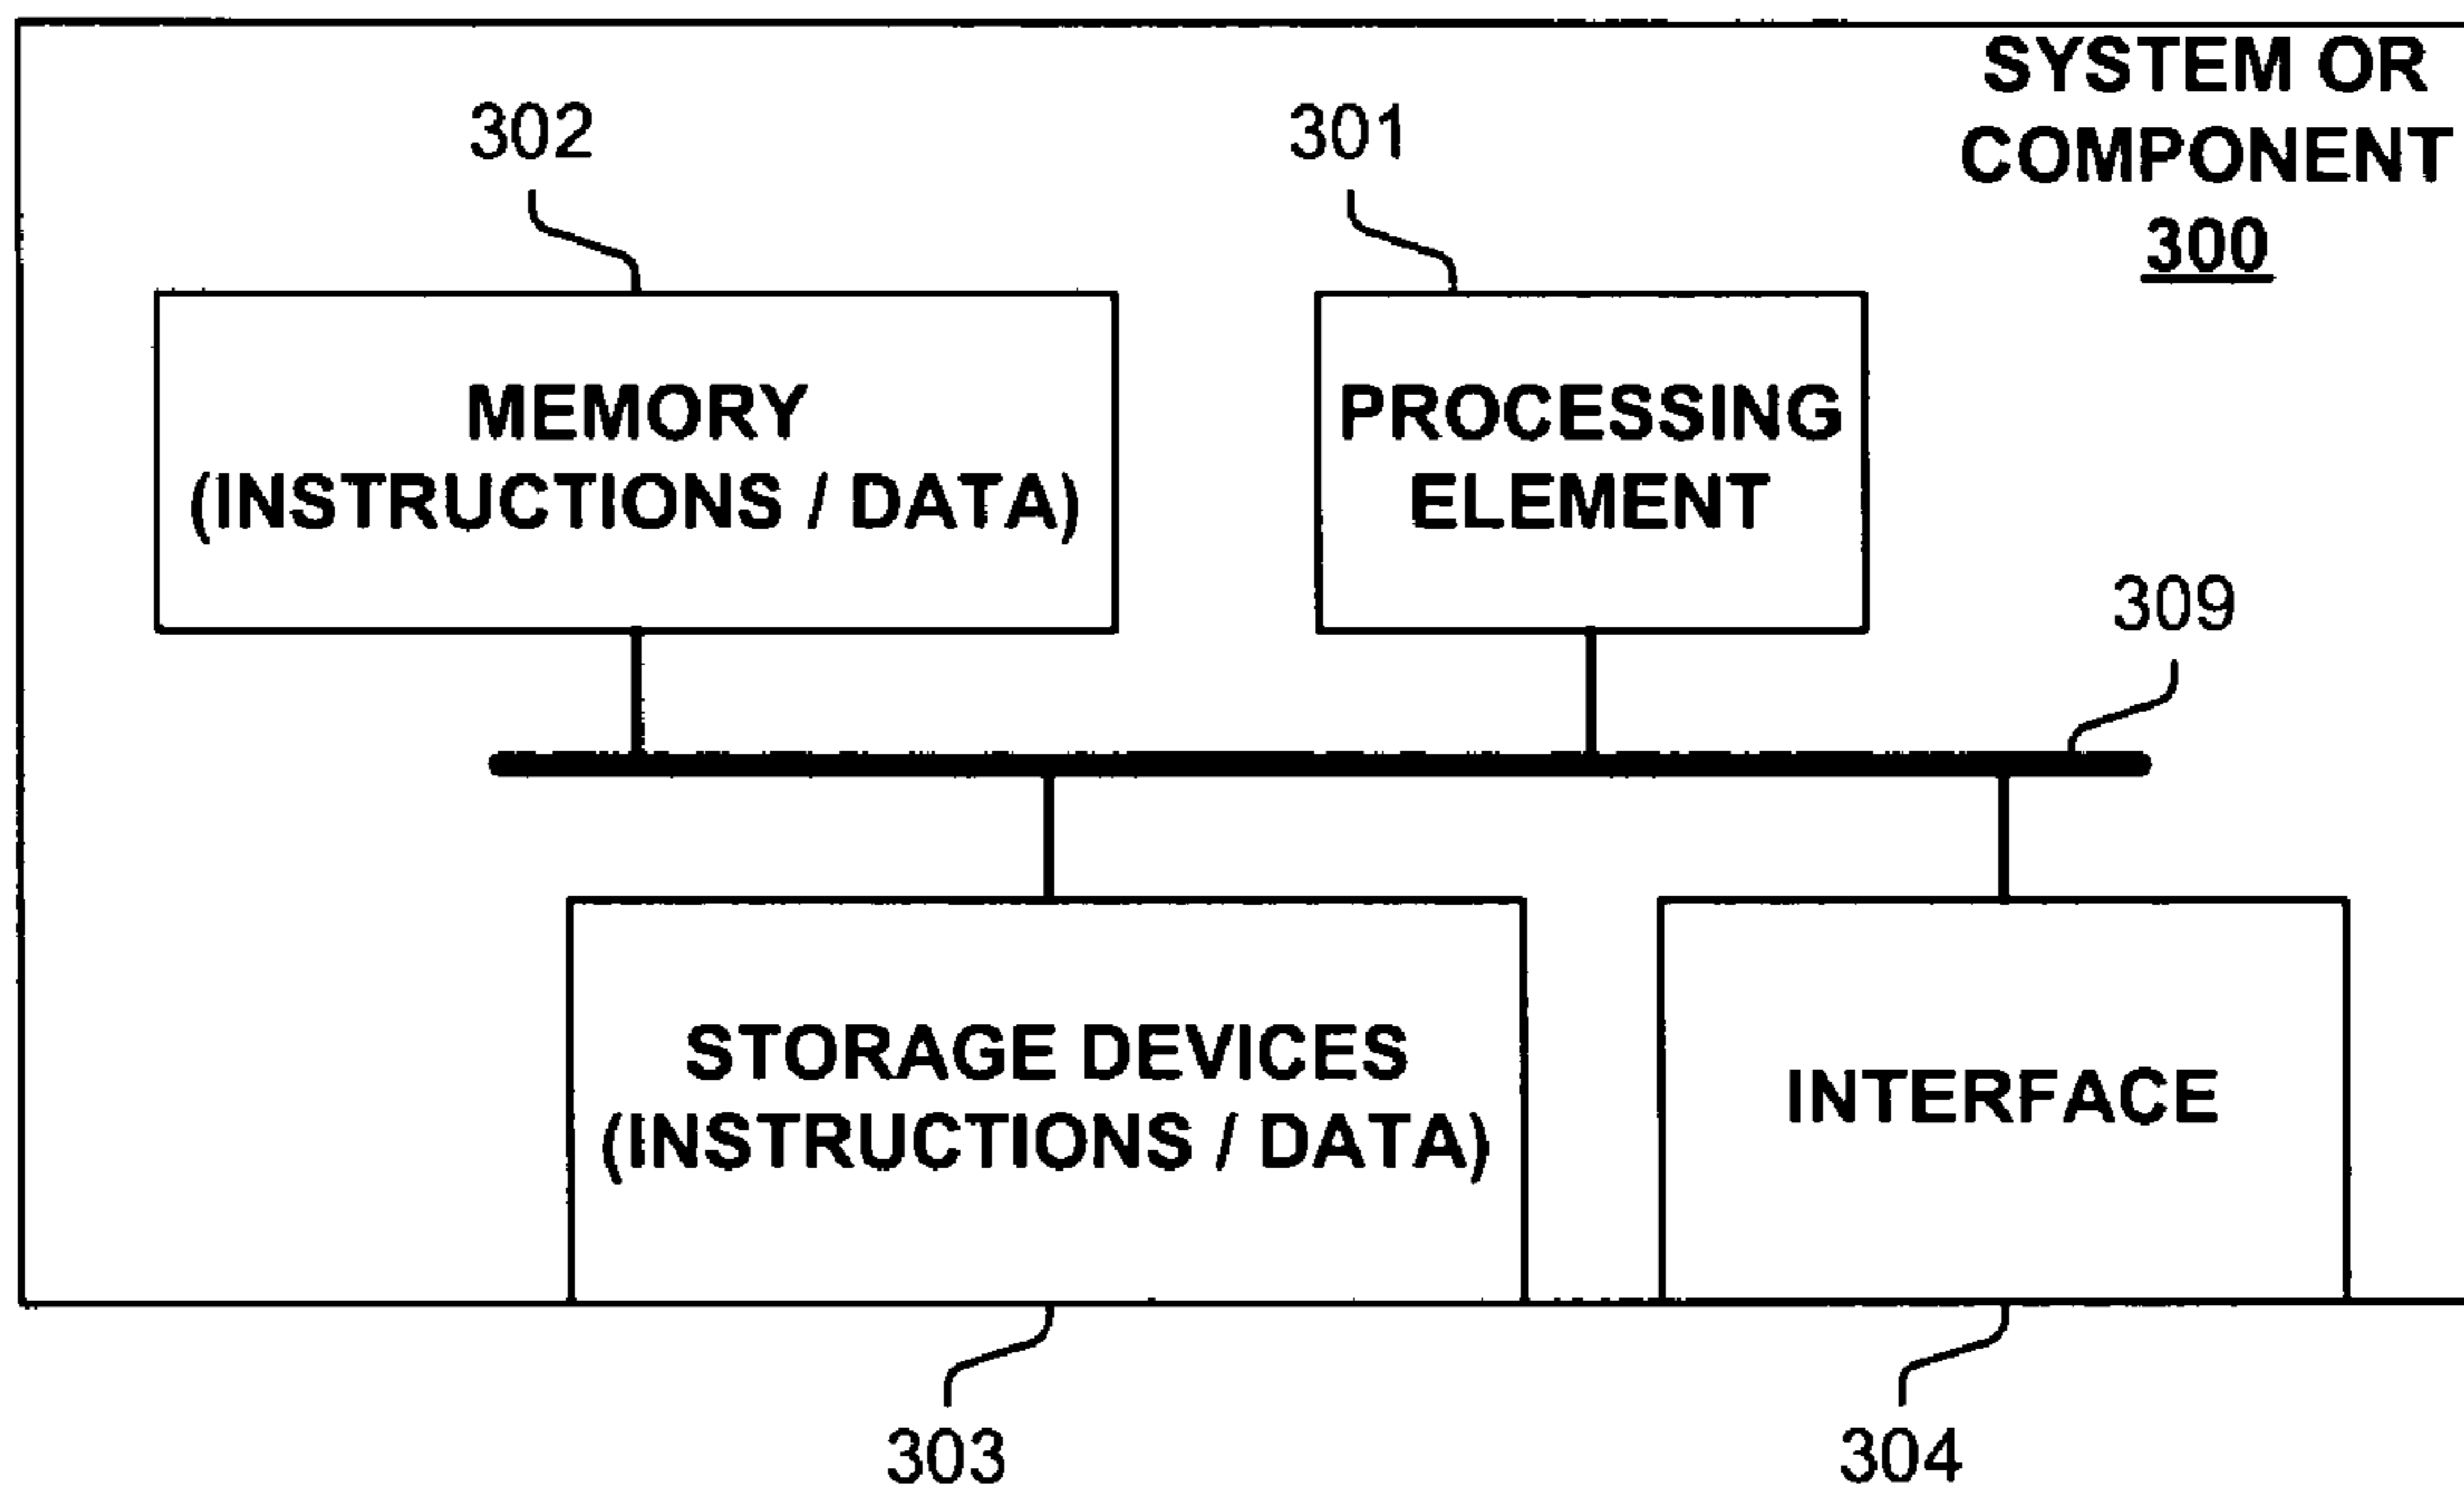 SYSTEM OR
COMPONENT
300
302
301
MEMORY
(INSTRUCTIONS / DATA)
PROCESSING
ELEMENT
309
STORAGE DEVICES
(INSTRUCTIONS / DATA)
INTERFACE
303
304